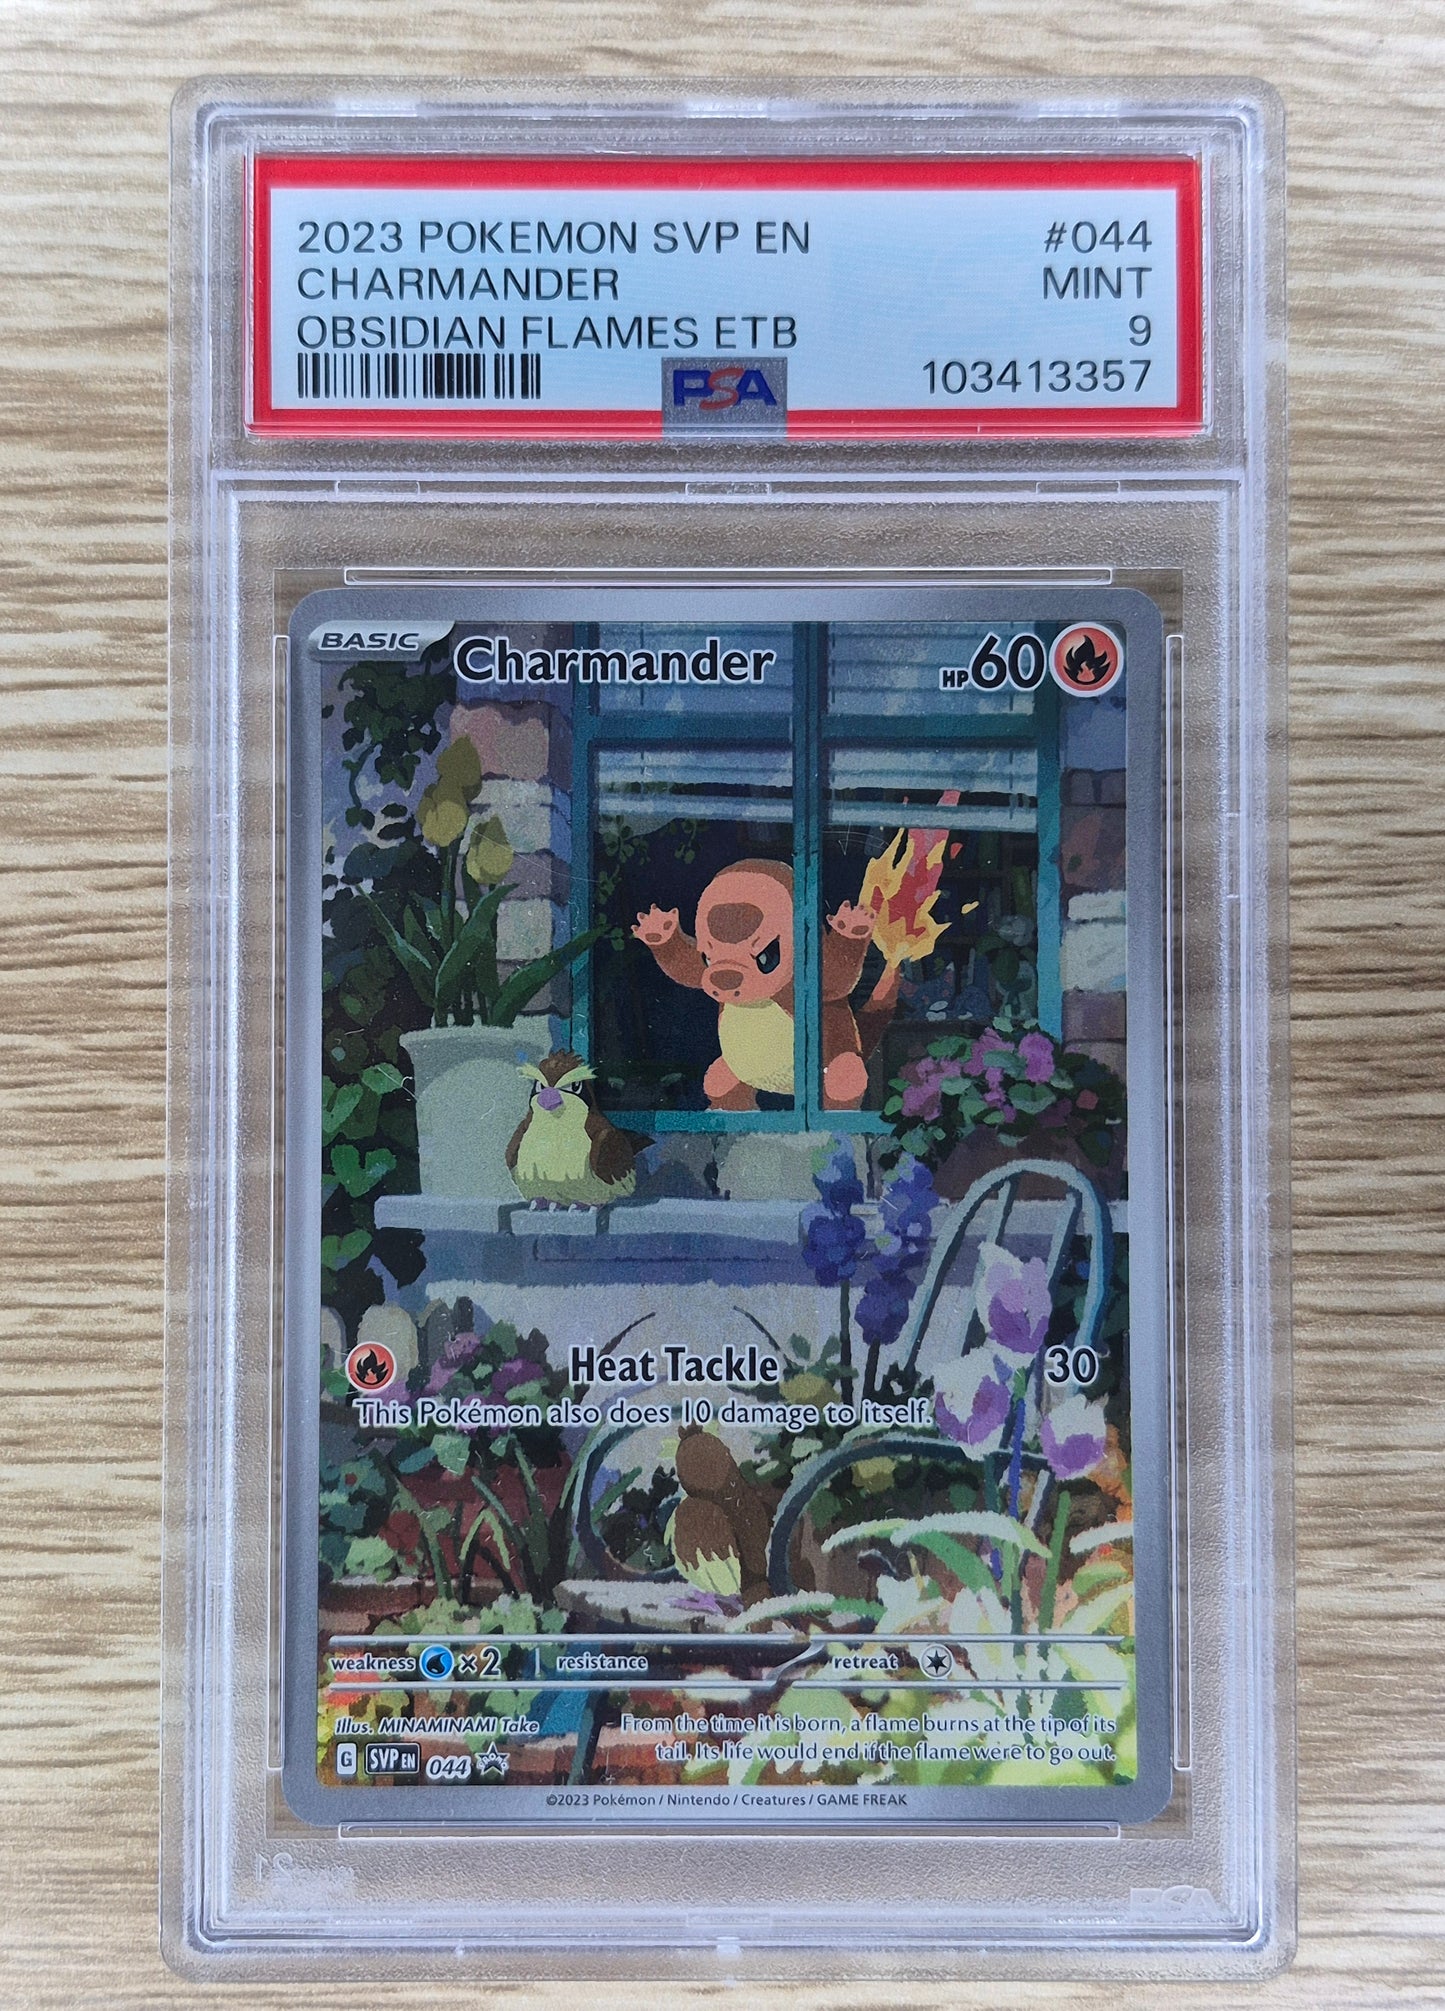 2023 POKEMON SVP EN #044
CHARMANDER MINT
OBSIDIAN FLAMES ETB 9
PSA 103413357
BASIC Charmander HP60
Heat Tackle 30
This Pokémon also does 10 damage to itself.
weakness ×2 resistance retreat
Illus. MINAMINAMI Take
From the time it is born, a flame burns at the tip of its
tail. Its life would end if the flame were to go out.
G SVP EN 044
©2023 Pokémon / Nintendo / Creatures / GAME FREAK
PSA